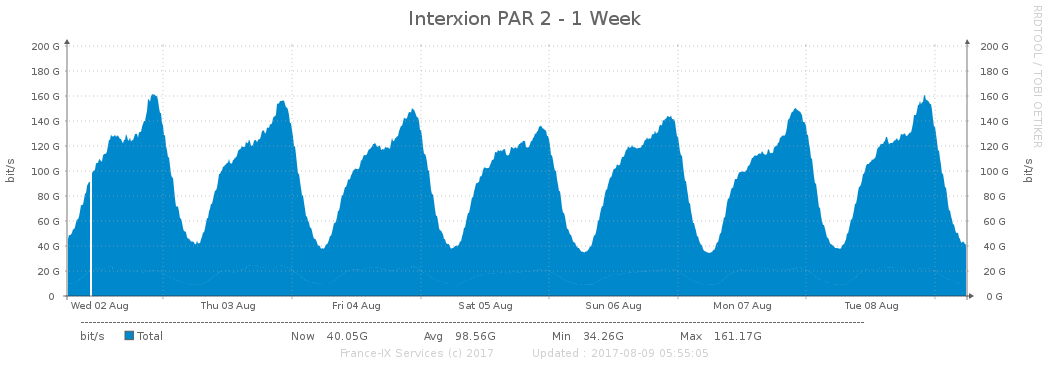 Interxion PAR 2 - 1 Week
RRDTOOL / TOBI OETIKER
200 G 200 G
180 G 180 G
160 G 160 G
140 G 140 G
120 G 120 G
100 G 100 G
80 G 80 G
60 G 60 G
40 G 40 G
20 G 20 G
0 0 G
bit/s
bit/s
Wed 02 Aug Thu 03 Aug Fri 04 Aug Sat 05 Aug Sun 06 Aug Mon 07 Aug Tue 08 Aug
bit/s Total Now 40.05G Avg 98.56G Min 34.26G Max 161.17G
France-IX Services (c) 2017 Updated : 2017-08-09 05:55:05